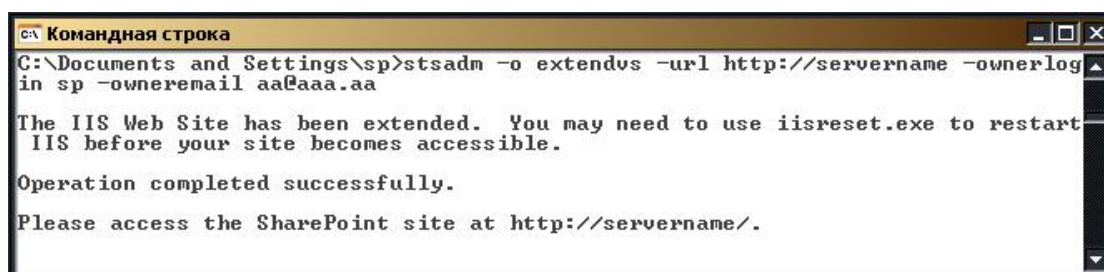 Командная строка
C:\Documents and Settings\sp>stsadm -o extendvs -url http://servername -ownerlog
in sp -owneremail aa@aaa.aa
The IIS Web Site has been extended.  You may need to use iisreset.exe to restart
 IIS before your site becomes accessible.
Operation completed successfully.
Please access the SharePoint site at http://servername/.